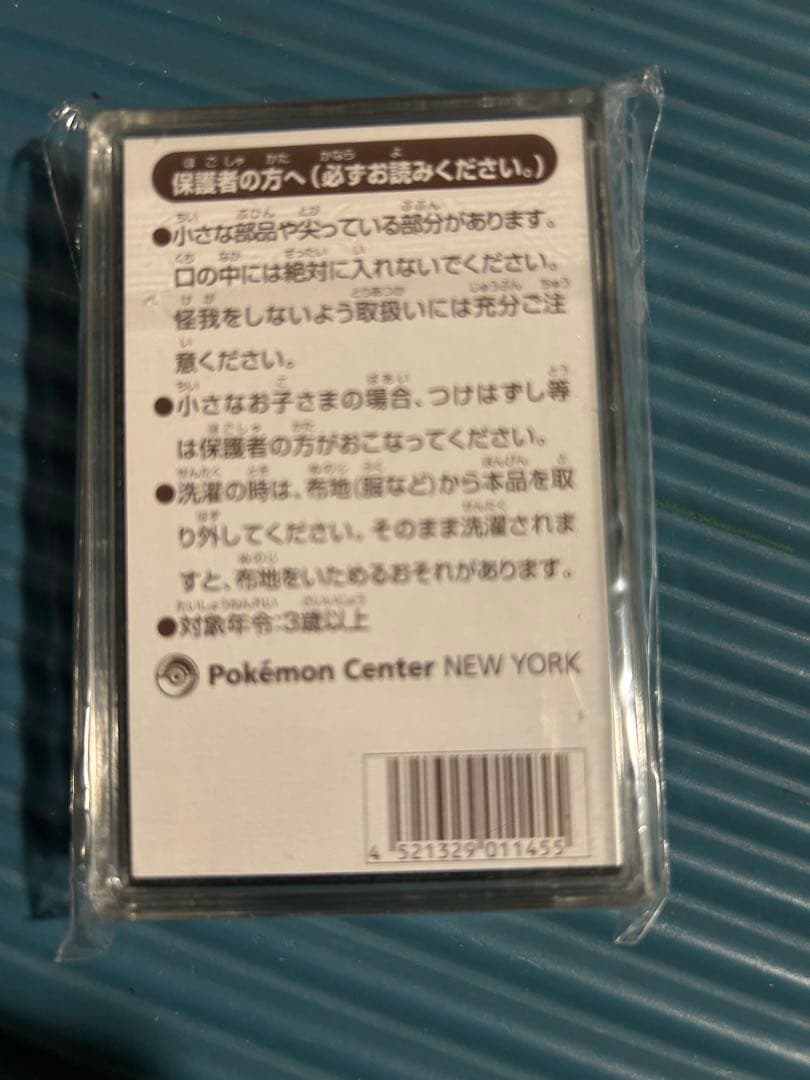 保護者の方へ(必ずお読みください。)
●小さな部品や尖っている部分があります。
口の中には絶対に入れないでください。
怪我をしないよう取扱いには充分ご注
意ください。
●小さなお子さまの場合、つけはずし等
は保護者の方がおこなってください。
●洗濯の時は、布地(服など)から本品を取
り外してください。そのまま洗濯されま
すと、布地をいためるおそれがあります。
●対象年令:3歳以上
Pokémon Center NEW YORK
4 521329 011455